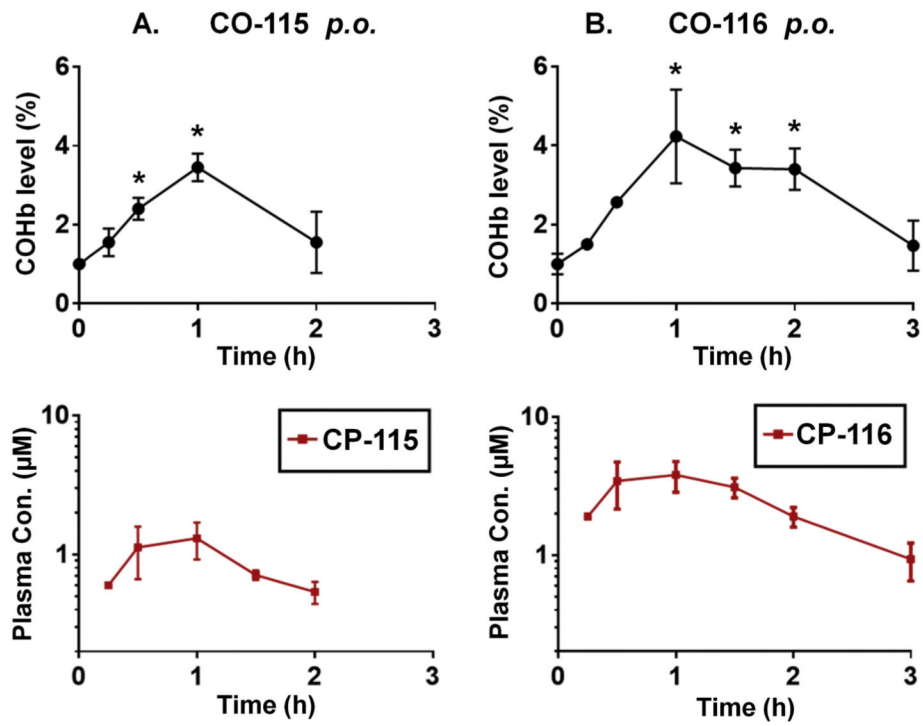 A. CO-115 p.o.
COHb level (%)
6
4
2
0
* *
0 1 2 3
Time (h)
B. CO-116 p.o.
COHb level (%)
6
4
2
0
* * *
0 1 2 3
Time (h)
Plasma Con. (µM)
10
1
CP-115
0 1 2 3
Time (h)
Plasma Con. (µM)
10
1
CP-116
0 1 2 3
Time (h)